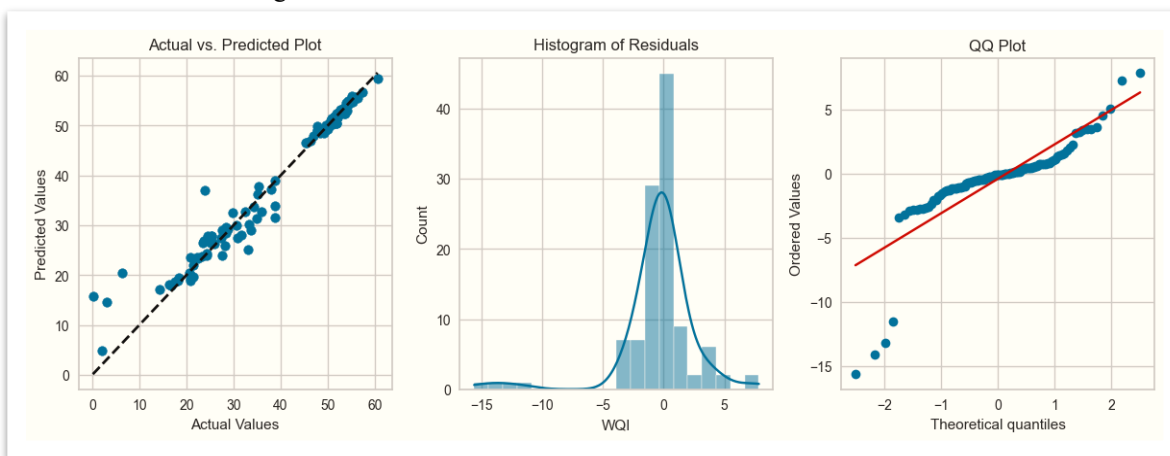 Actual vs. Predicted Plot
60
50
40
30
20
10
0
Predicted Values
0 10 20 30 40 50 60
Actual Values
Histogram of Residuals
40
30
20
10
0
Count
−15 −10 −5 0 5
WQI
QQ Plot
5
0
−5
−10
−15
Ordered Values
−2 −1 0 1 2
Theoretical quantiles